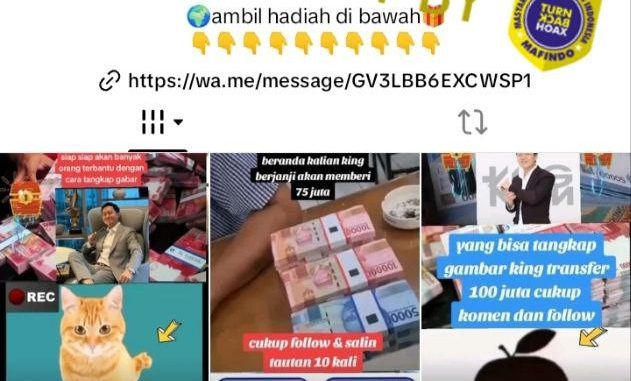 🌍ambil hadiah di bawah🎁
👇👇👇👇👇👇👇👇👇👇
TURN
BACK
HOAX
MASYARAKAT
INDONESIA
MAFINDO
https://wa.me/message/GV3LBB6EXCWSP1
siap siap akan banyak
orang terbantu dengan
cara tangkap gabar
REC
beranda kalian king
berjanji akan memberi
75 juta
cukup follow & salin
tautan 10 kali
yang bisa tangkap
gambar king transfer
100 juta cukup
komen dan follow